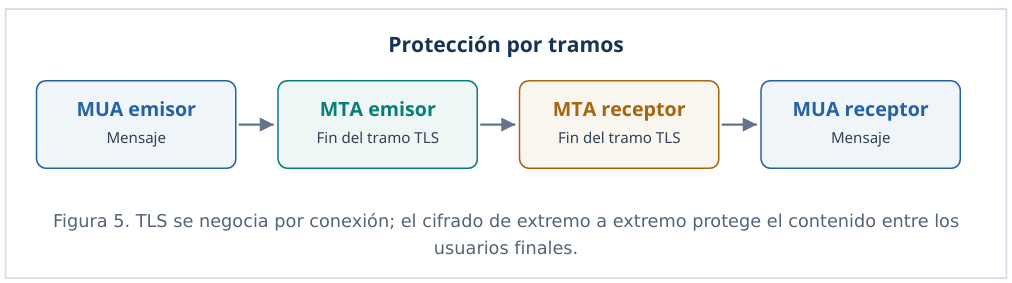 Protección por tramos
MUA emisor
Mensaje
MTA emisor
Fin del tramo TLS
MTA receptor
Fin del tramo TLS
MUA receptor
Mensaje
Figura 5. TLS se negocia por conexión; el cifrado de extremo a extremo protege el contenido entre los
usuarios finales.